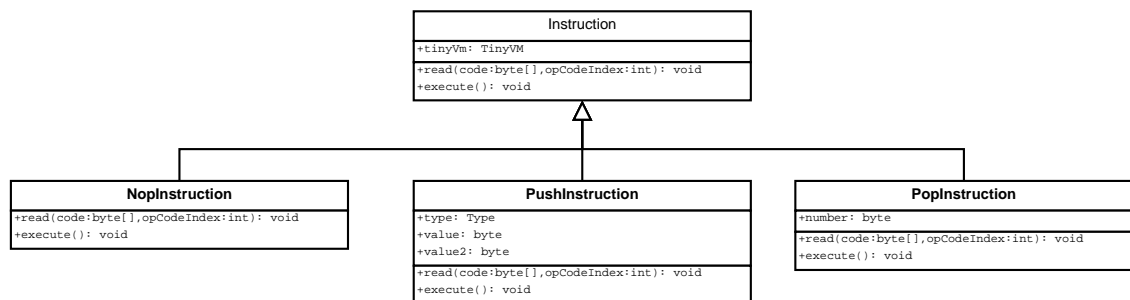 Instruction
+tinyVm: TinyVM
+read(code:byte[],opCodeIndex:int): void
+execute(): void
NopInstruction
+read(code:byte[],opCodeIndex:int): void
+execute(): void
PushInstruction
+type: Type
+value: byte
+value2: byte
+read(code:byte[],opCodeIndex:int): void
+execute(): void
PopInstruction
+number: byte
+read(code:byte[],opCodeIndex:int): void
+execute(): void